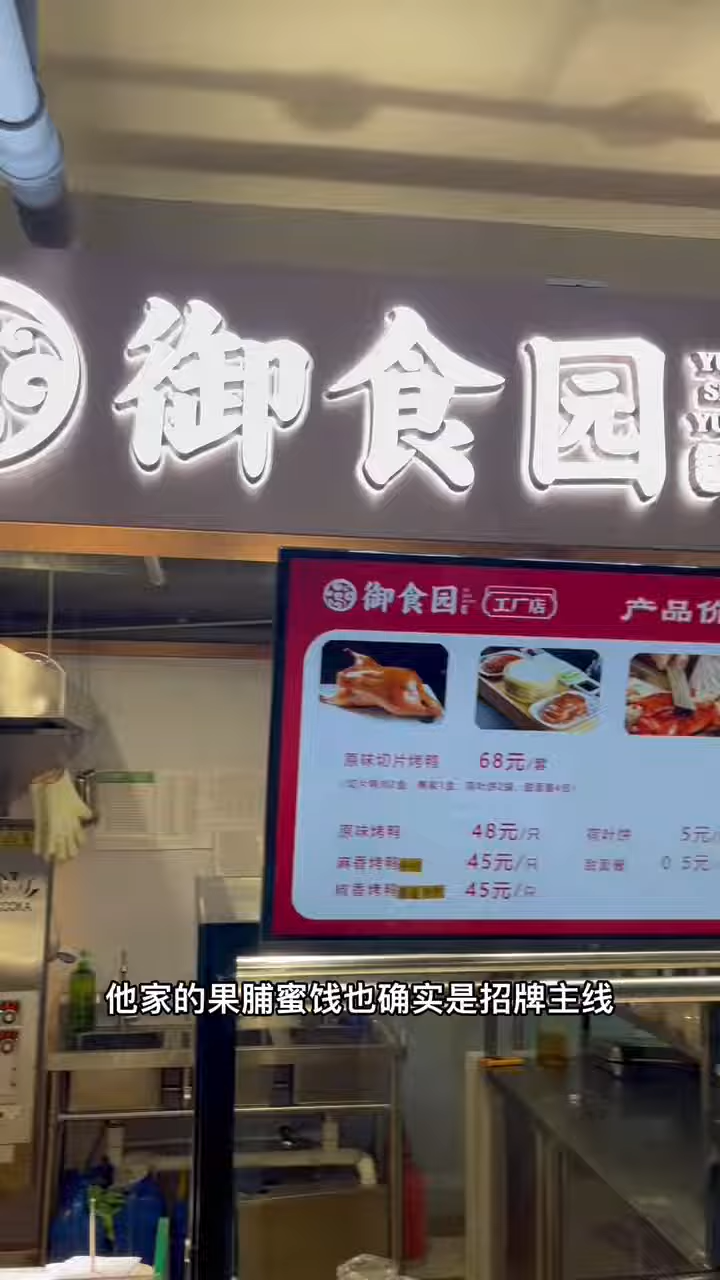 御食园
御食园 工厂店
产品价
原味切片烤鸭 68元/套
原味烤鸭 48元/只 荷叶饼 5元/
麻香烤鸭 45元/只 甜面酱 0.5元/
椒香烤鸭 45元/只
他家的果脯蜜饯也确实是招牌主线